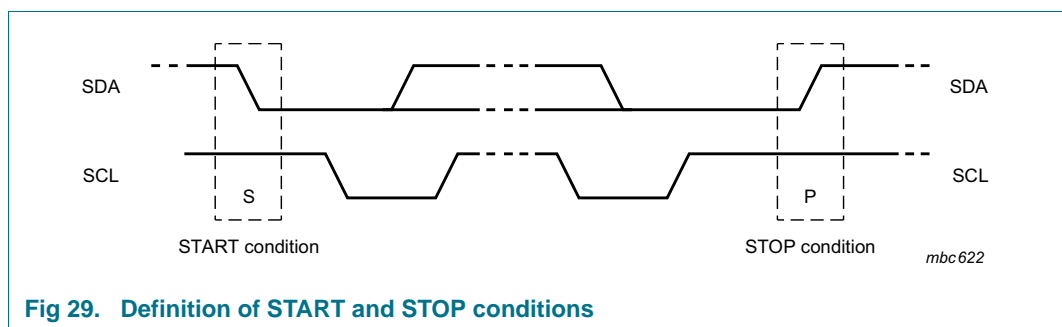 SDA SDA
SCL SCL
S P
START condition STOP condition
mbc622
Fig 29. Definition of START and STOP conditions